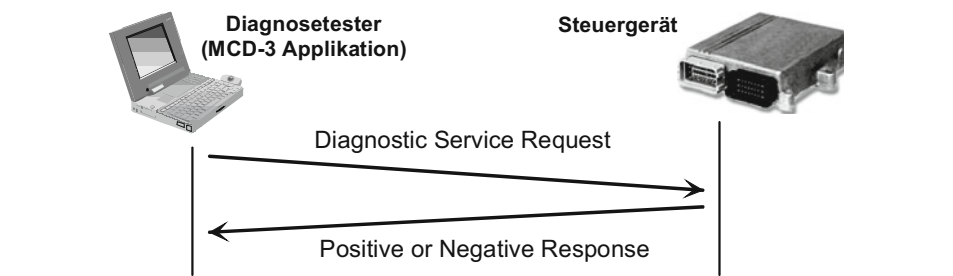 Diagnosetester
(MCD-3 Applikation)
Steuergerät
Diagnostic Service Request
Positive or Negative Response